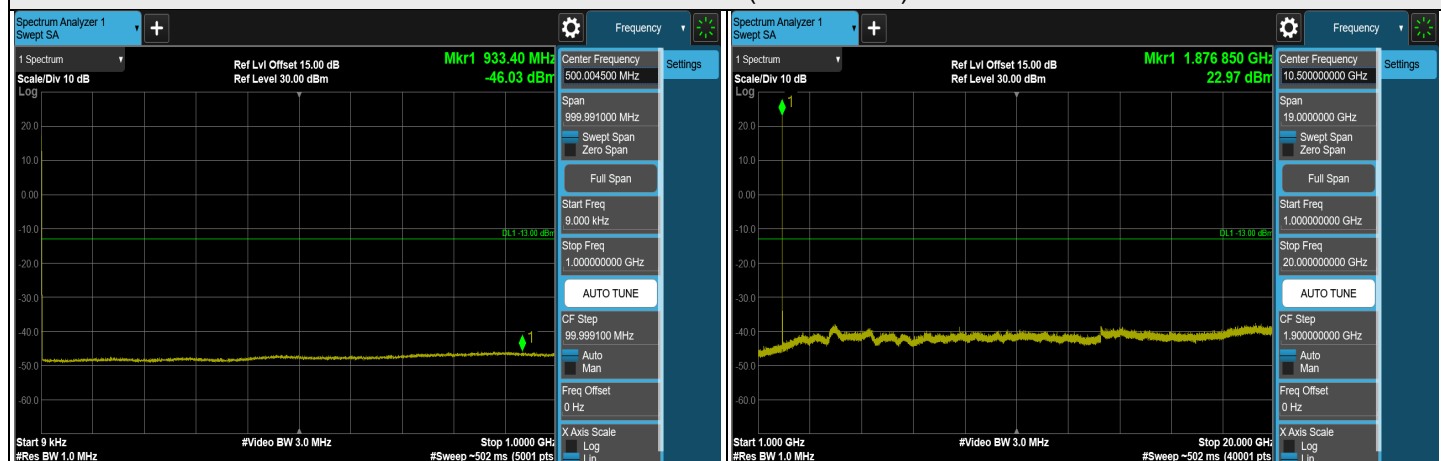 Spectrum Analyzer 1
Swept SA
+
Frequency
1 Spectrum
Scale/Div 10 dB
Ref Lvl Offset 15.00 dB
Ref Level 30.00 dBm
Mkr1 933.40 MHz
-46.03 dBm
Log
20.0
10.0
0.00
-10.0
-20.0
-30.0
-40.0
-50.0
-60.0
DL1 -13.00 dBm
1
Start 9 kHz
#Res BW 1.0 MHz
#Video BW 3.0 MHz
Stop 1.0000 GHz
#Sweep ~502 ms (5001 pts
Center Frequency
500.004500 MHz
Settings
Span
999.991000 MHz
Swept Span
Zero Span
Full Span
Start Freq
9.000 kHz
Stop Freq
1.000000000 GHz
AUTO TUNE
CF Step
99.999100 MHz
Auto
Man
Freq Offset
0 Hz
X Axis Scale
Log
Lin
Spectrum Analyzer 1
Swept SA
+
Frequency
1 Spectrum
Scale/Div 10 dB
Ref Lvl Offset 15.00 dB
Ref Level 30.00 dBm
Mkr1 1.876 850 GHz
22.97 dBm
Log
1
20.0
10.0
0.00
-10.0
-20.0
-30.0
-40.0
-50.0
-60.0
DL1 -13.00 dBm
Start 1.000 GHz
#Res BW 1.0 MHz
#Video BW 3.0 MHz
Stop 20.000 GHz
#Sweep ~502 ms (40001 pts
Center Frequency
10.500000000 GHz
Settings
Span
19.0000000 GHz
Swept Span
Zero Span
Full Span
Start Freq
1.000000000 GHz
Stop Freq
20.000000000 GHz
AUTO TUNE
CF Step
1.900000000 GHz
Auto
Man
Freq Offset
0 Hz
X Axis Scale
Log
Lin